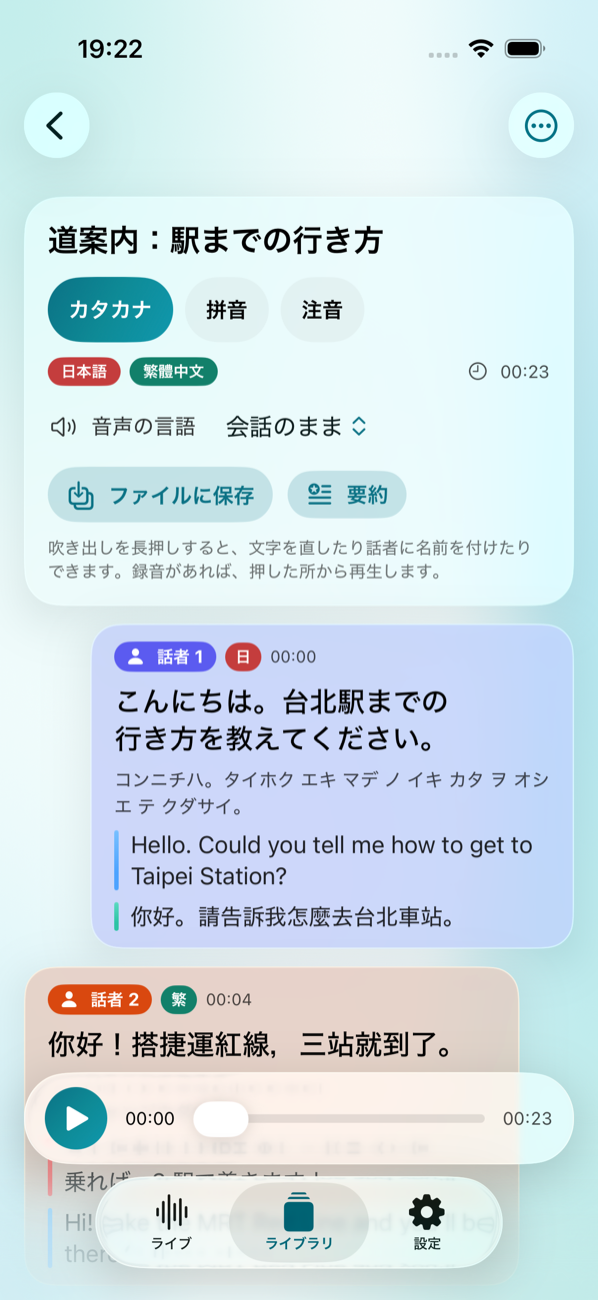 19:22
道案内：駅までの行き方
カタカナ
拼音
注音
日本語
繁體中文
00:23
音声の言語
会話のまま
ファイルに保存
要約
吹き出しを長押しすると、文字を直したり話者に名前を付けたり
できます。録音があれば、押した所から再生します。
話者 1
日
00:00
こんにちは。台北駅までの
行き方を教えてください。
コンニチハ。タイホク エキ マデ ノ イキ カタ ヲ オシ
エ テ クダサイ。
Hello. Could you tell me how to get to
Taipei Station?
你好。請告訴我怎麼去台北車站。
話者 2
繁
00:04
你好！搭捷運紅線，三站就到了。
00:00
00:23
乗れば
Hi!
ライブ
ライブラリ
設定